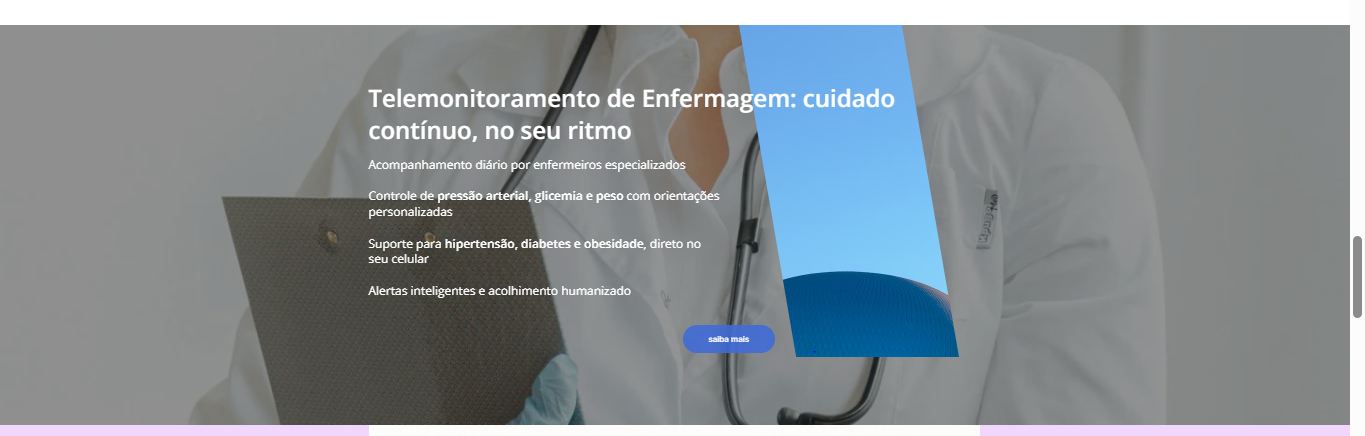 Telemonitoramento de Enfermagem: cuidado
contínuo, no seu ritmo
Acompanhamento diário por enfermeiros especializados
Controle de pressão arterial, glicemia e peso com orientações
personalizadas
Suporte para hipertensão, diabetes e obesidade, direto no
seu celular
Alertas inteligentes e acolhimento humanizado
saiba mais